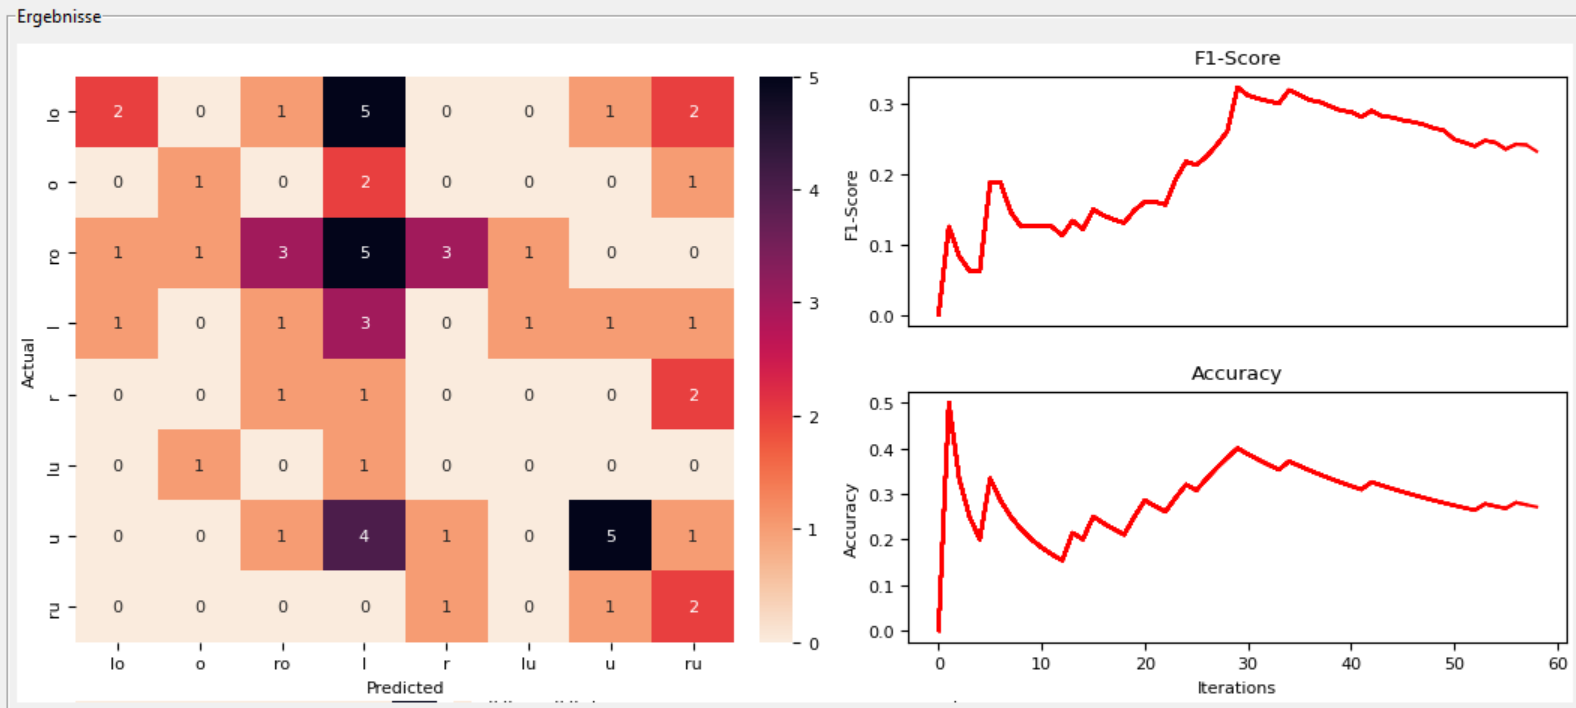 Ergebnisse
lo 2 0 1 5 0 0 1 2
o 0 1 0 2 0 0 0 1
ro 1 1 3 5 3 1 0 0
l 1 0 1 3 0 1 1 1
r 0 0 1 1 0 0 0 2
lu 0 1 0 1 0 0 0 0
u 0 0 1 4 1 0 5 1
ru 0 0 0 0 1 0 1 2
lo o ro l r lu u ru
Actual
Predicted
5
4
3
2
1
0
F1-Score
F1-Score
0.3
0.2
0.1
0.0
Accuracy
Accuracy
0.5
0.4
0.3
0.2
0.1
0.0
0 10 20 30 40 50 60
Iterations